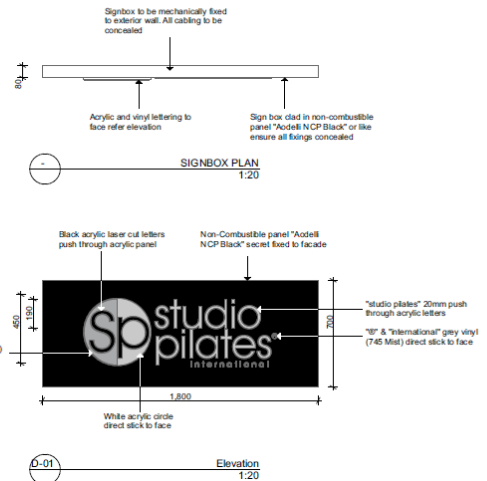 Signbox to be mechanically fixed
to exterior wall. All cabling to be
concealed
80
Acrylic and vinyl lettering to
face refer elevation
Sign box clad in non-combustible
panel "Aodelli NCP Black" or like
ensure all fixings concealed
-
SIGNBOX PLAN
1:20
Black acrylic laser cut letters
push through acrylic panel
Non-Combustible panel "Aodelli
NCP Black" secret fixed to facade
450
190
sp studio
pilates®
international
700
"studio pilates" 20mm push
through acrylic letters
"®" & "international" grey vinyl
(745 Mist) direct stick to face
)
1,800
White acrylic circle
direct stick to face
D-01
Elevation
1:20